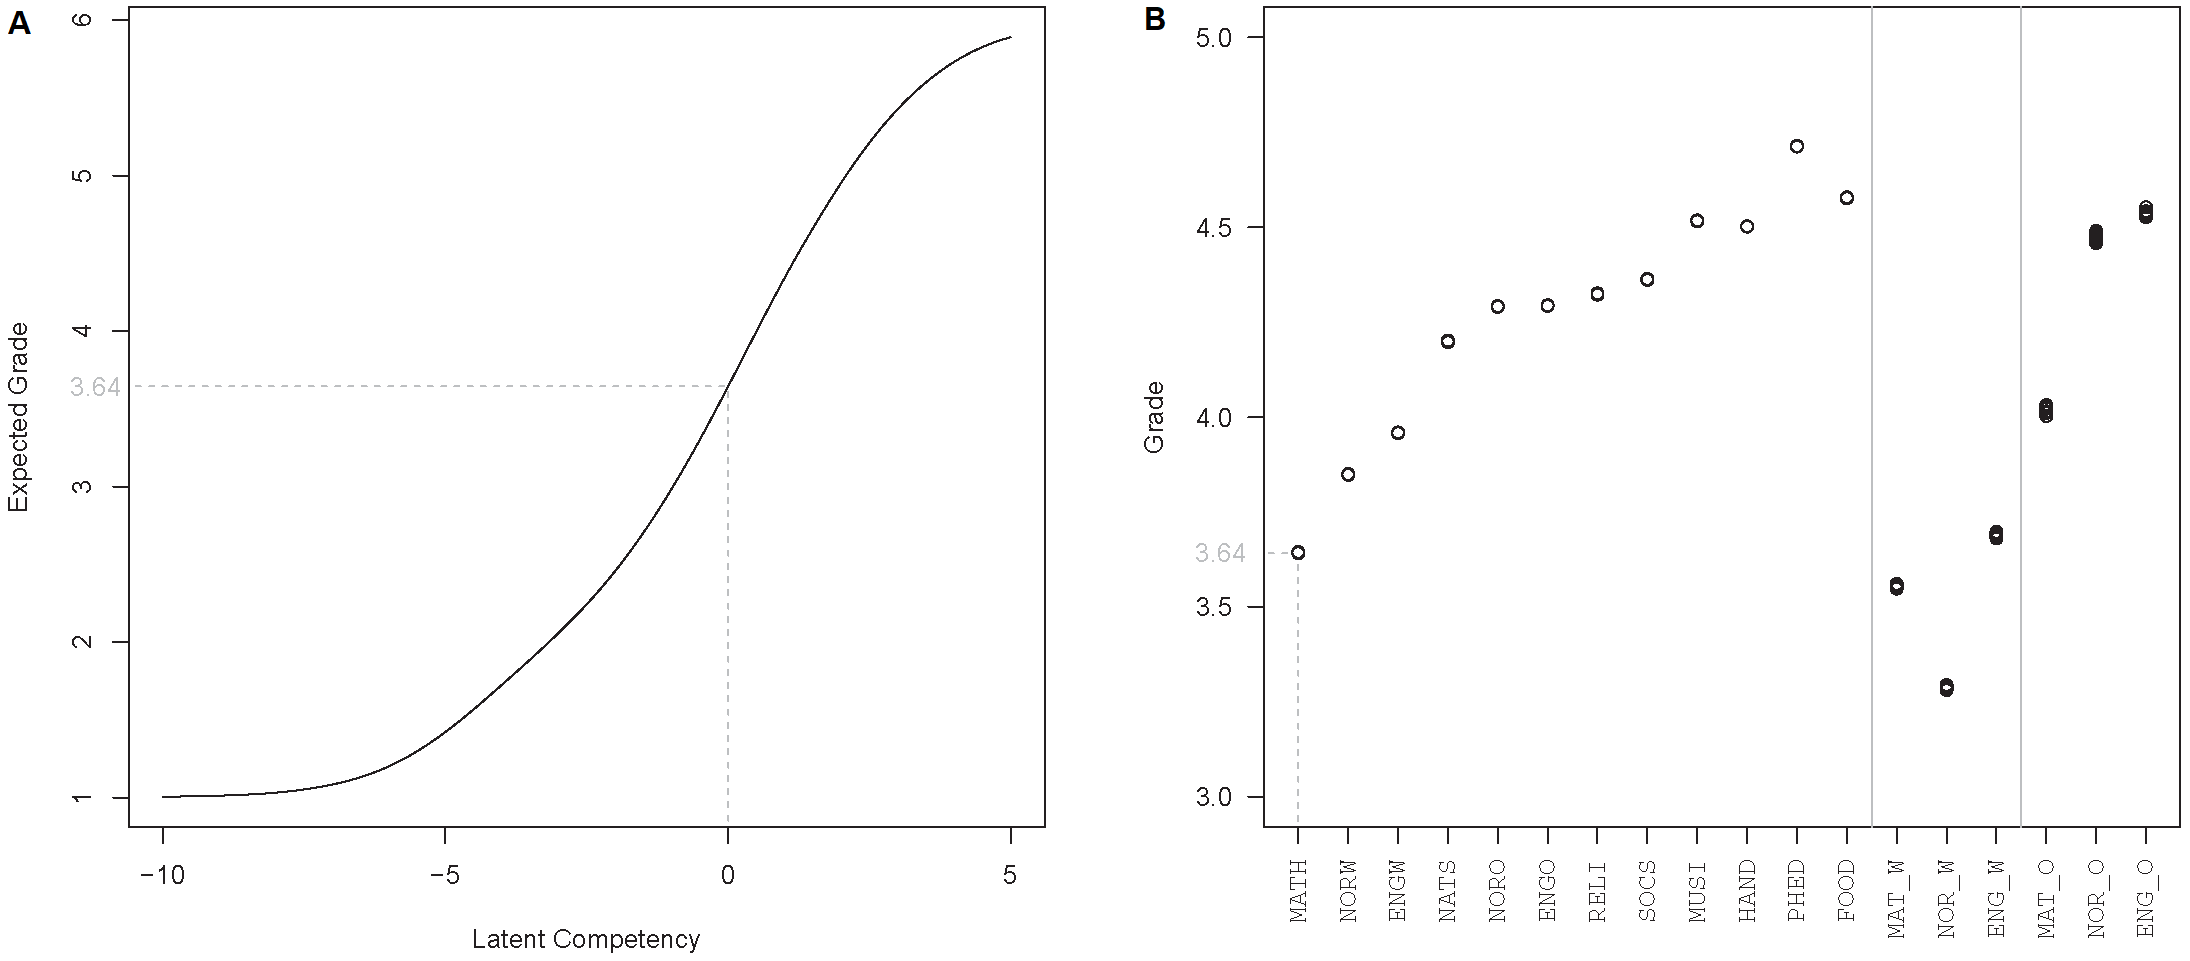 A
Expected Grade
6
5
4
3.64
3
2
1
−10
−5
0
5
Latent Competency
B
Grade
5.0
4.5
4.0
3.64
3.5
3.0
MATH
NORW
ENGW
NATS
NORO
ENGO
RELI
SOCS
MUSI
HAND
PHED
FOOD
MAT_W
NOR_W
ENG_W
MAT_O
NOR_O
ENG_O